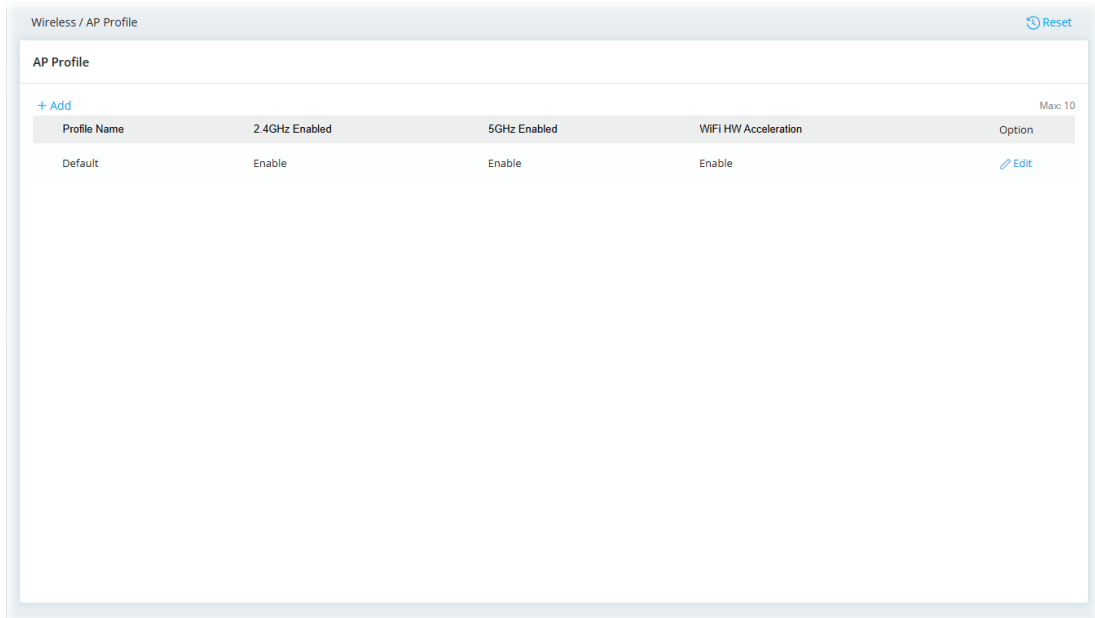 Wireless / AP Profile Reset
AP Profile
+ Add Max: 10
Profile Name 2.4GHz Enabled 5GHz Enabled WiFi HW Acceleration Option
Default Enable Enable Enable Edit